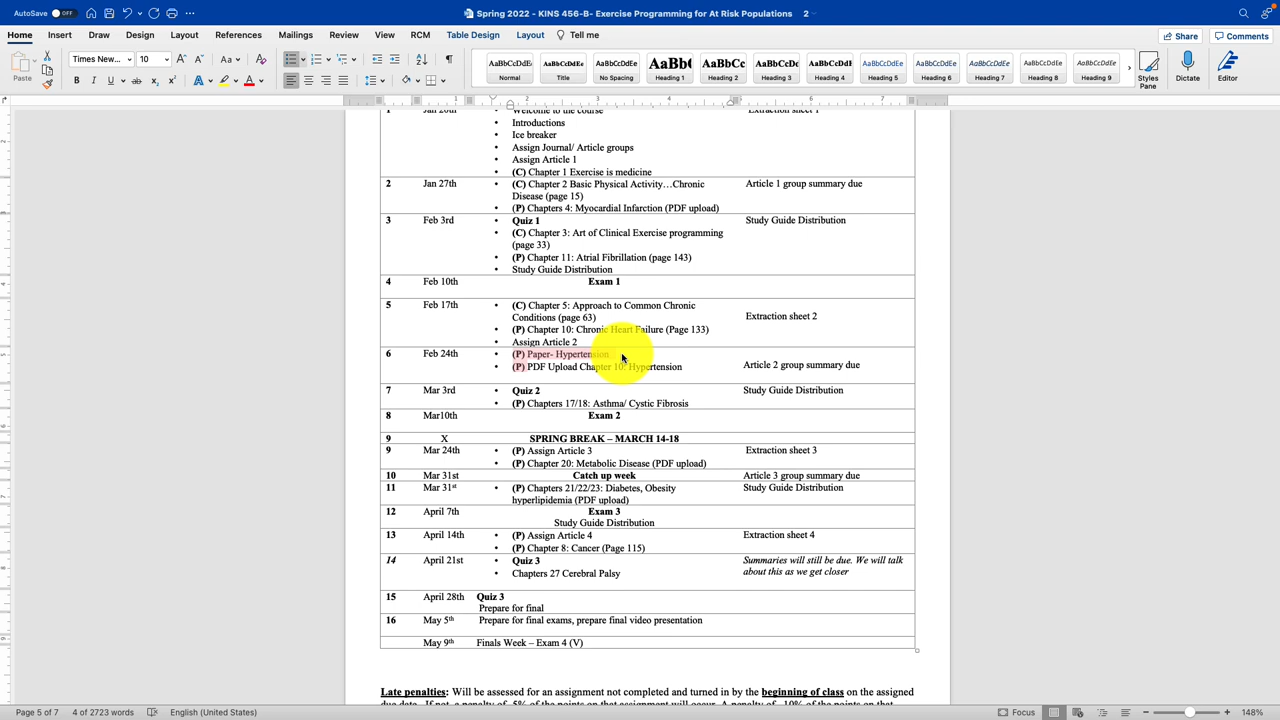 AutoSave OFF
Spring 2022 - KINS 456-B- Exercise Programming for At Risk Populations 2
Home Insert Draw Design Layout References Mailings Review View RCM Table Design Layout Tell me
Share Comments
Paste
Times New... 10
Normal Title No Spacing Heading 1 Heading 2 Heading 3 Heading 4 Heading 5 Heading 6 Heading 7 Heading 8 Heading 9
Styles Pane
Dictate
Editor
1 Jan 20th • Welcome to the course Extraction sheet 1
• Introductions
• Ice breaker
• Assign Journal/ Article groups
• Assign Article 1
• (C) Chapter 1 Exercise is medicine
2 Jan 27th • (C) Chapter 2 Basic Physical Activity…Chronic Article 1 group summary due
Disease (page 15)
• (P) Chapters 4: Myocardial Infarction (PDF upload)
3 Feb 3rd • Quiz 1 Study Guide Distribution
• (C) Chapter 3: Art of Clinical Exercise programming
(page 33)
• (P) Chapter 11: Atrial Fibrillation (page 143)
• Study Guide Distribution
4 Feb 10th Exam 1
5 Feb 17th • (C) Chapter 5: Approach to Common Chronic
Conditions (page 63) Extraction sheet 2
• (P) Chapter 10: Chronic Heart Failure (Page 133)
• Assign Article 2
6 Feb 24th • (P) Paper- Hypertension
• (P) PDF Upload Chapter 10: Hypertension Article 2 group summary due
7 Mar 3rd • Quiz 2 Study Guide Distribution
• (P) Chapters 17/18: Asthma/ Cystic Fibrosis
8 Mar10th Exam 2
9 X SPRING BREAK – MARCH 14-18
9 Mar 24th • (P) Assign Article 3 Extraction sheet 3
• (P) Chapter 20: Metabolic Disease (PDF upload)
10 Mar 31st Catch up week Article 3 group summary due
11 Mar 31st • (P) Chapters 21/22/23: Diabetes, Obesity Study Guide Distribution
hyperlipidemia (PDF upload)
12 April 7th Exam 3
Study Guide Distribution
13 April 14th • (P) Assign Article 4 Extraction sheet 4
• (P) Chapter 8: Cancer (Page 115)
14 April 21st • Quiz 3 Summaries will still be due. We will talk
• Chapters 27 Cerebral Palsy about this as we get closer
15 April 28th Quiz 3
Prepare for final
16 May 5th Prepare for final exams, prepare final video presentation
May 9th Finals Week – Exam 4 (V)
Late penalties: Will be assessed for an assignment not completed and turned in by the beginning of class on the assigned
Page 5 of 7 4 of 2723 words English (United States) Focus 148%